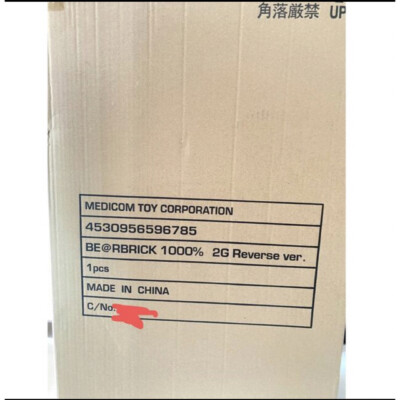 角落厳禁 UP
MEDICOM TOY CORPORATION
4530956596785
BE@RBRICK 1000% 2G Reverse ver.
1pcs
MADE IN CHINA
C/No.